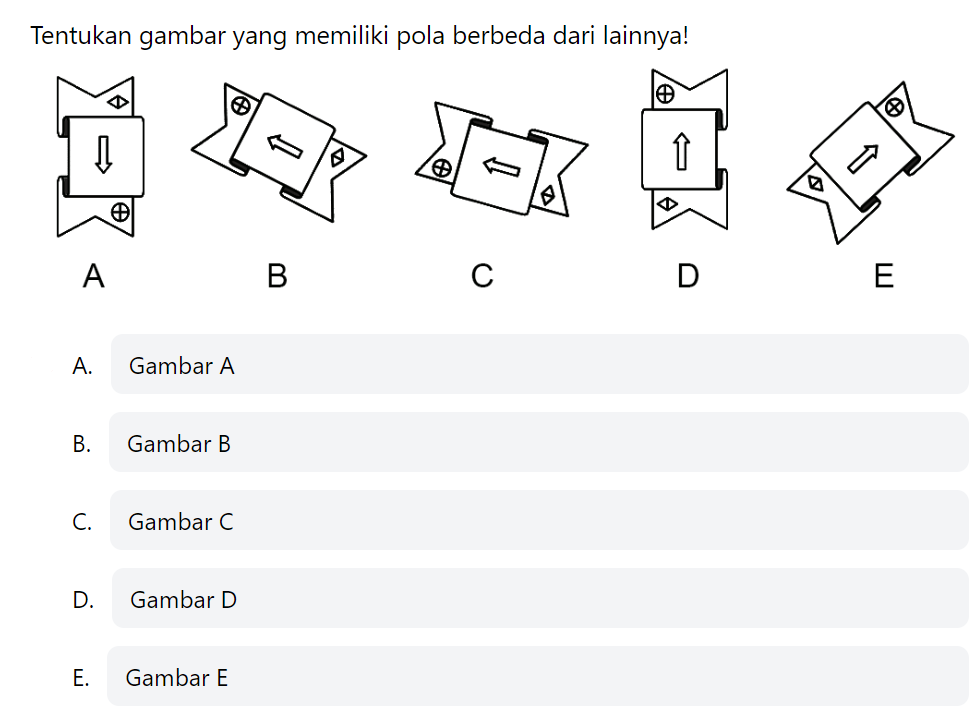 Tentukan gambar yang memiliki pola berbeda dari lainnya!
A B C D E
A. Gambar A
B. Gambar B
C. Gambar C
D. Gambar D
E. Gambar E